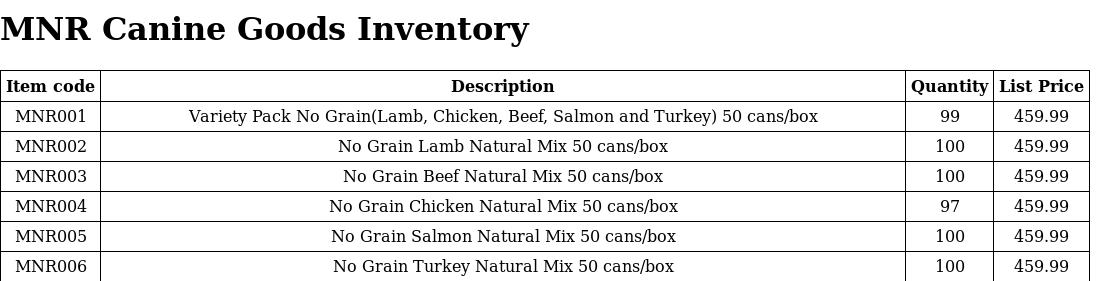 MNR Canine Goods Inventory
Item code Description Quantity List Price
MNR001 Variety Pack No Grain(Lamb, Chicken, Beef, Salmon and Turkey) 50 cans/box 99 459.99
MNR002 No Grain Lamb Natural Mix 50 cans/box 100 459.99
MNR003 No Grain Beef Natural Mix 50 cans/box 100 459.99
MNR004 No Grain Chicken Natural Mix 50 cans/box 97 459.99
MNR005 No Grain Salmon Natural Mix 50 cans/box 100 459.99
MNR006 No Grain Turkey Natural Mix 50 cans/box 100 459.99